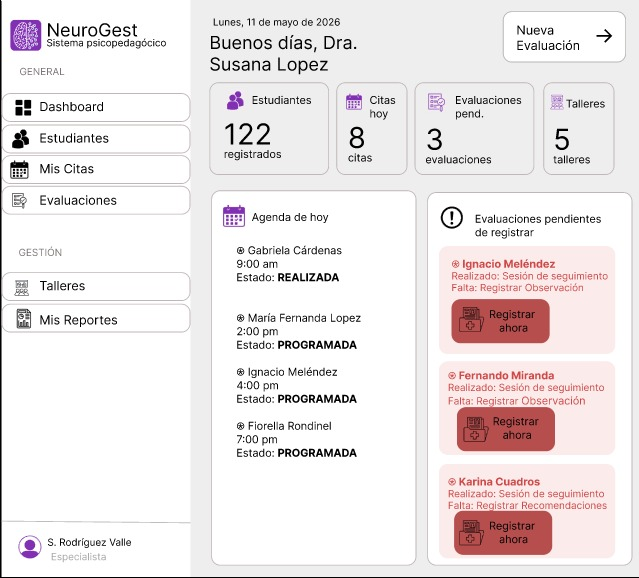 NeuroGest
Sistema psicopedagócico
GENERAL
Dashboard
Estudiantes
Mis Citas
Evaluaciones
GESTIÓN
Talleres
Mis Reportes
S. Rodríguez Valle
Especialista
Lunes, 11 de mayo de 2026
Buenos días, Dra.
Susana Lopez
Nueva
Evaluación
Estudiantes
122
registrados
Citas
hoy
8
citas
Evaluaciones
pend.
3
evaluaciones
Talleres
5
talleres
Agenda de hoy
Gabriela Cárdenas
9:00 am
Estado: REALIZADA
María Fernanda Lopez
2:00 pm
Estado: PROGRAMADA
Ignacio Meléndez
4:00 pm
Estado: PROGRAMADA
Fiorella Rondinel
7:00 pm
Estado: PROGRAMADA
Evaluaciones pendientes
de registrar
Ignacio Meléndez
Realizado: Sesión de seguimiento
Falta: Registrar Observación
Registrar
ahora
Fernando Miranda
Realizado: Sesión de seguimiento
Falta: Registrar Observación
Registrar
ahora
Karina Cuadros
Realizado: Sesión de seguimiento
Falta: Registrar Recomendaciones
Registrar
ahora